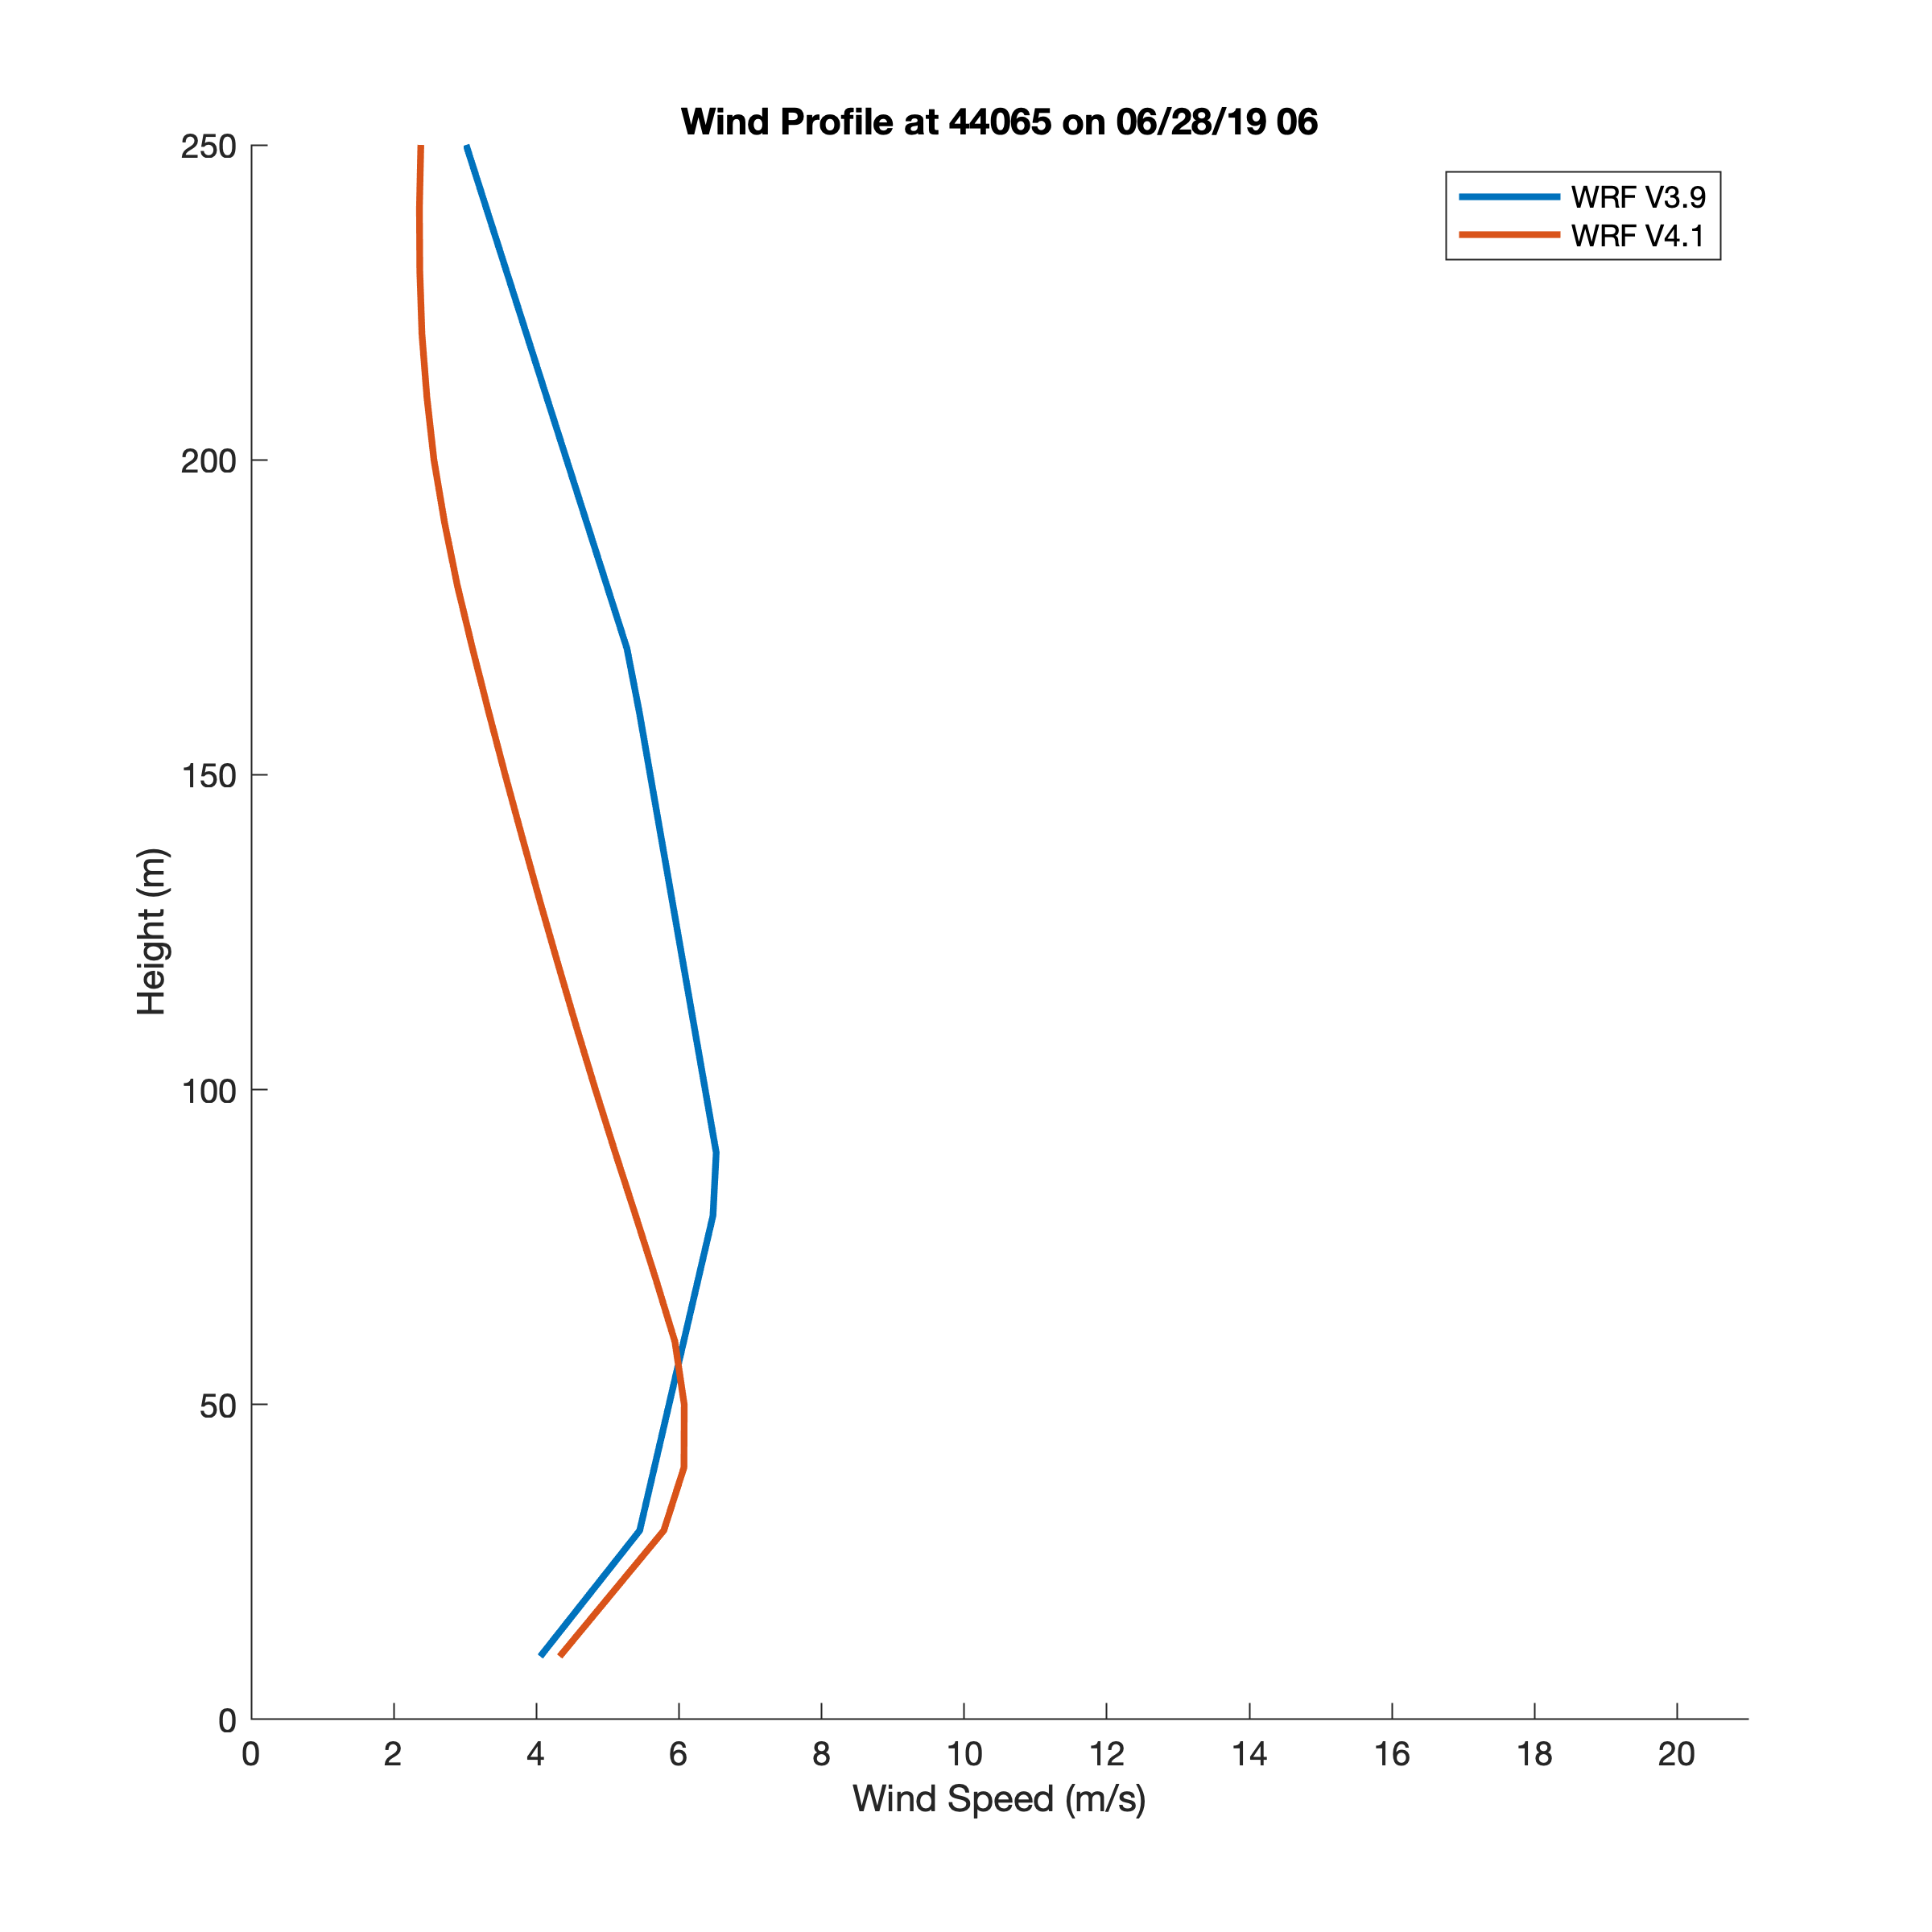 Wind Profile at 44065 on 06/28/19 06
250
200
150
100
50
0
Height (m)
WRF V3.9
WRF V4.1
0 2 4 6 8 10 12 14 16 18 20
Wind Speed (m/s)